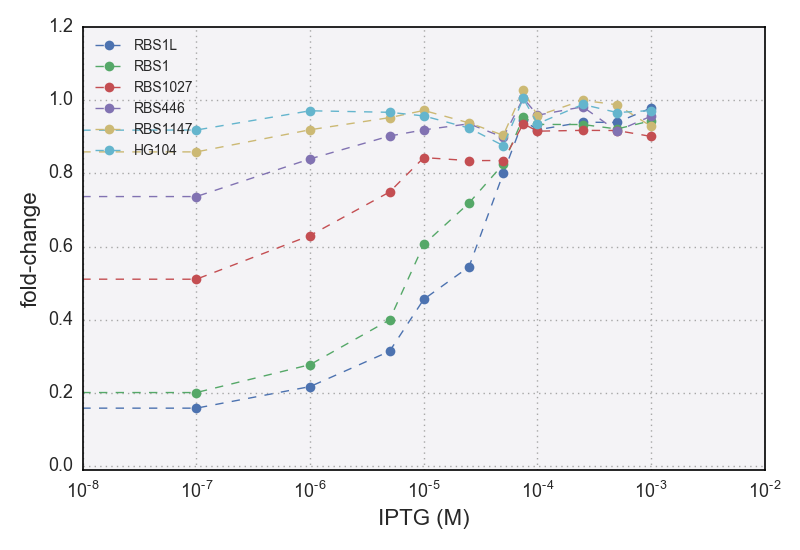 1.2
1.0
0.8
0.6
0.4
0.2
0.0
fold-change
RBS1L
RBS1
RBS1027
RBS446
RBS1147
HG104
10⁻⁸ 10⁻⁷ 10⁻⁶ 10⁻⁵ 10⁻⁴ 10⁻³ 10⁻²
IPTG (M)